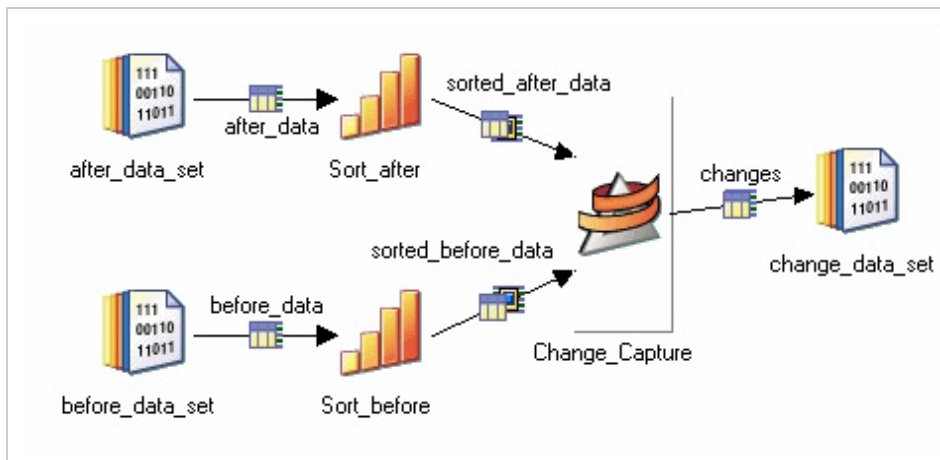 111
00110
11011
after_data_set
after_data
Sort_after
sorted_after_data
111
00110
11011
before_data_set
before_data
Sort_before
sorted_before_data
Change_Capture
changes
111
00110
11011
change_data_set